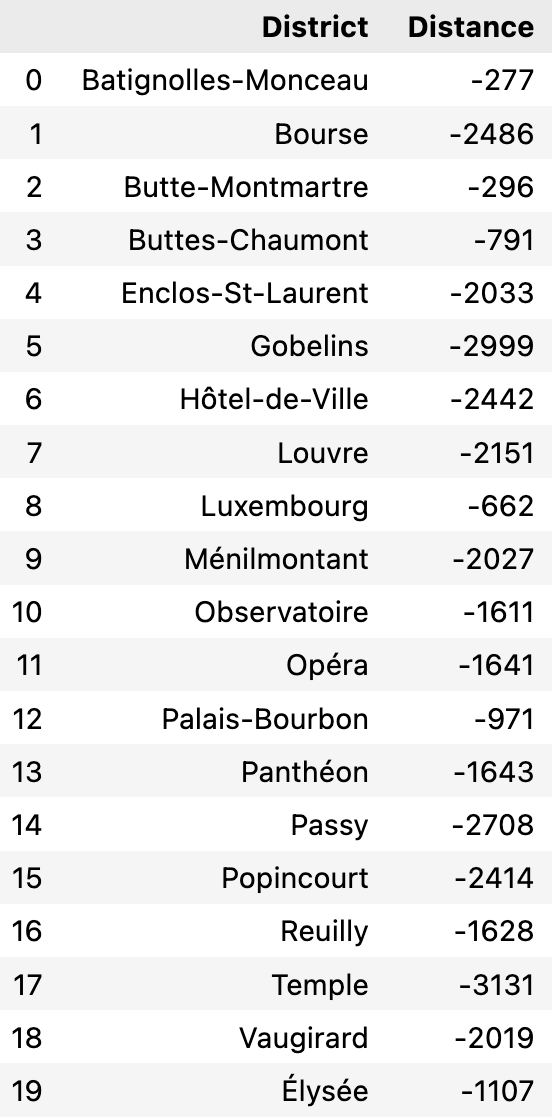 District Distance
0 Batignolles-Monceau -277
1 Bourse -2486
2 Butte-Montmartre -296
3 Buttes-Chaumont -791
4 Enclos-St-Laurent -2033
5 Gobelins -2999
6 Hôtel-de-Ville -2442
7 Louvre -2151
8 Luxembourg -662
9 Ménilmontant -2027
10 Observatoire -1611
11 Opéra -1641
12 Palais-Bourbon -971
13 Panthéon -1643
14 Passy -2708
15 Popincourt -2414
16 Reuilly -1628
17 Temple -3131
18 Vaugirard -2019
19 Élysée -1107